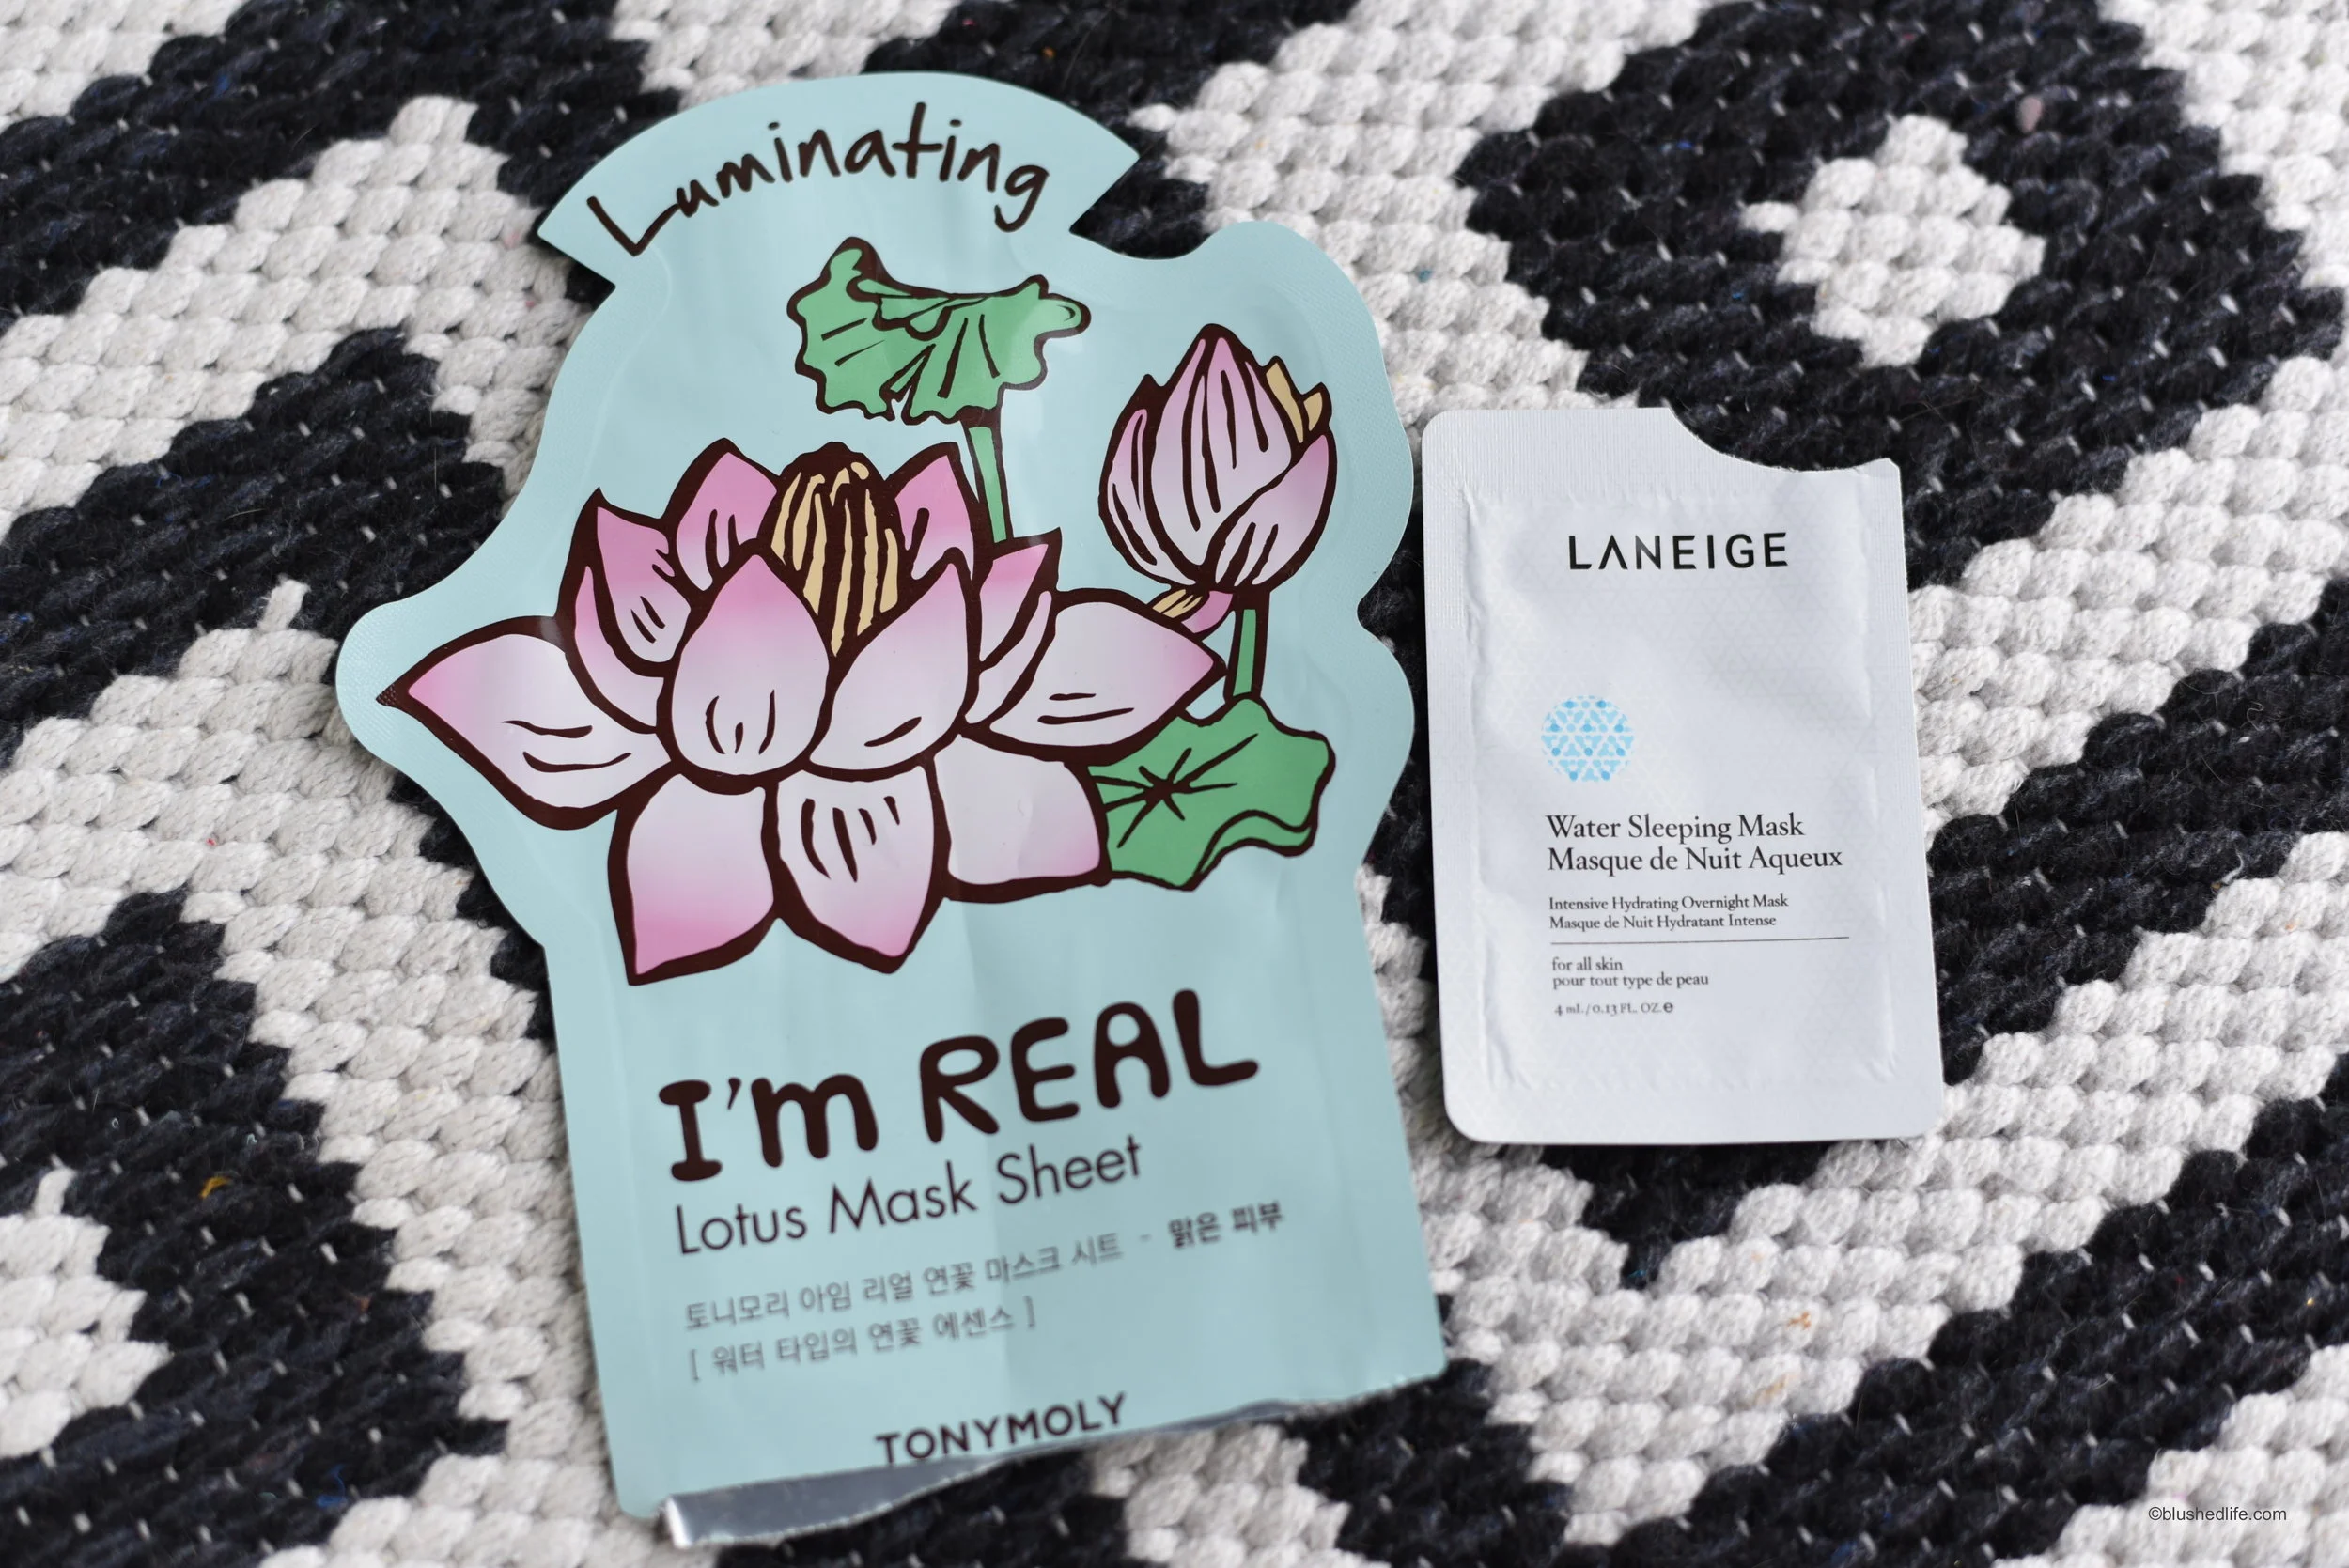 Luminating
I'm REAL
Lotus Mask Sheet
토니모리 아임 리얼 연꽃 마스크 시트 - 맑은 피부
[ 워터 타입의 연꽃 에센스 ]
TONYMOLY
LANEIGE
Water Sleeping Mask
Masque de Nuit Aqueux
Intensive Hydrating Overnight Mask
Masque de Nuit Hydratant Intense
for all skin
pour tout type de peau
4 mL / 0.13 FL. OZ. ℮
©blushedlife.com